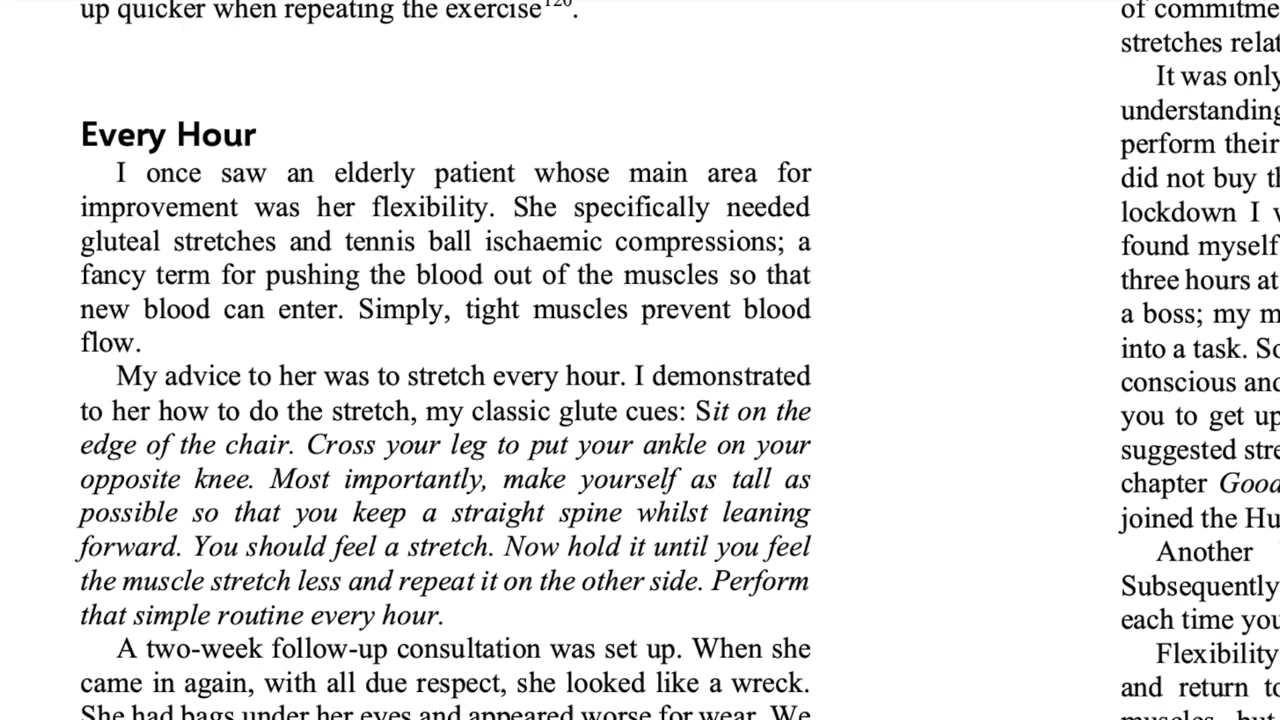 up quicker when repeating the exercise120.
Every Hour
I once saw an elderly patient whose main area for
improvement was her flexibility. She specifically needed
gluteal stretches and tennis ball ischaemic compressions; a
fancy term for pushing the blood out of the muscles so that
new blood can enter. Simply, tight muscles prevent blood
flow.
My advice to her was to stretch every hour. I demonstrated
to her how to do the stretch, my classic glute cues: Sit on the
edge of the chair. Cross your leg to put your ankle on your
opposite knee. Most importantly, make yourself as tall as
possible so that you keep a straight spine whilst leaning
forward. You should feel a stretch. Now hold it until you feel
the muscle stretch less and repeat it on the other side. Perform
that simple routine every hour.
A two-week follow-up consultation was set up. When she
came in again, with all due respect, she looked like a wreck.
She had bags under her eyes and appeared worse for wear. We
of commitme
stretches relat
It was only
understanding
perform their
did not buy th
lockdown I
found myself
three hours at
a boss; my m
into a task. So
conscious and
you to get up
suggested stre
chapter Good
joined the Hu
Another
Subsequently
each time you
Flexibility
and return to
muscles, but